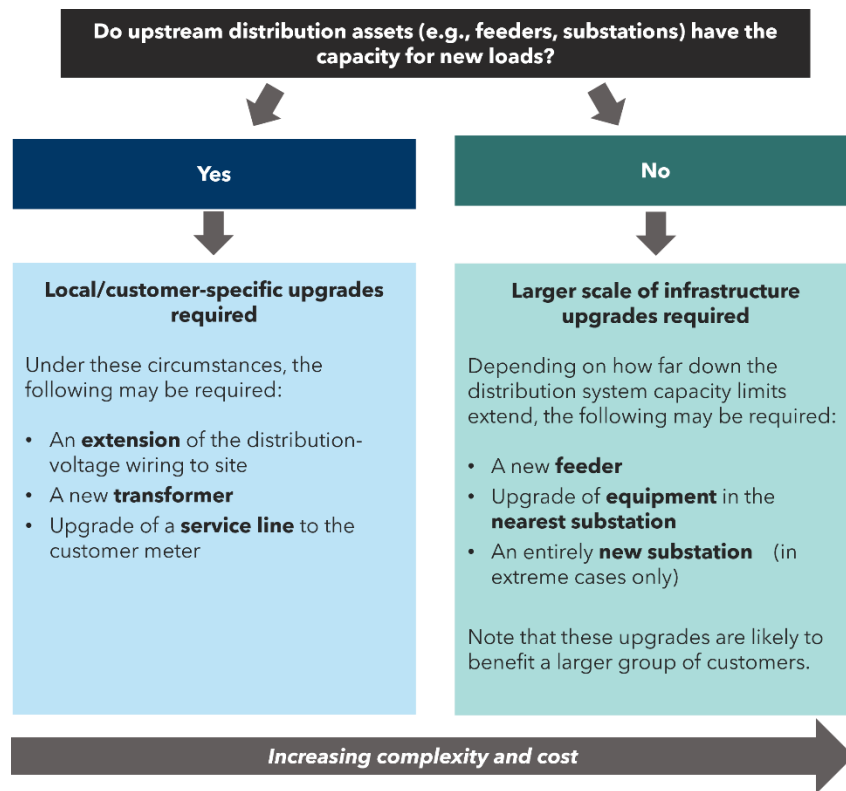 Do upstream distribution assets (e.g., feeders, substations) have the
capacity for new loads?
Yes
No
Local/customer-specific upgrades
required
Under these circumstances, the
following may be required:
• An extension of the distribution-
voltage wiring to site
• A new transformer
• Upgrade of a service line to the
customer meter
Larger scale of infrastructure
upgrades required
Depending on how far down the
distribution system capacity limits
extend, the following may be required:
• A new feeder
• Upgrade of equipment in the
nearest substation
• An entirely new substation (in
extreme cases only)
Note that these upgrades are likely to
benefit a larger group of customers.
Increasing complexity and cost